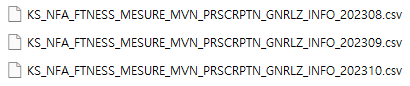 KS_NFA_FTNESS_MESURE_MVN_PRSCRPTN_GNRLZ_INFO_202308.csv
KS_NFA_FTNESS_MESURE_MVN_PRSCRPTN_GNRLZ_INFO_202309.csv
KS_NFA_FTNESS_MESURE_MVN_PRSCRPTN_GNRLZ_INFO_202310.csv